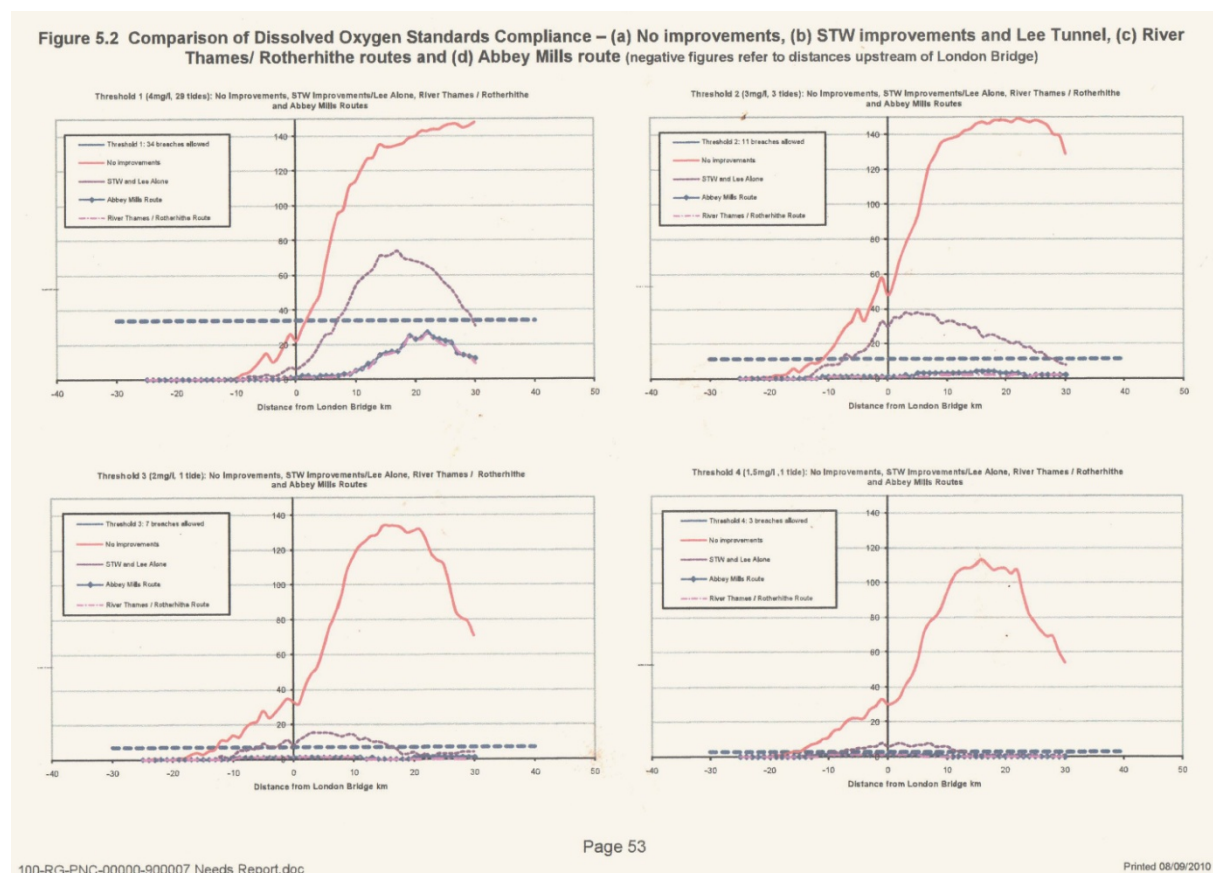 Figure 5.2 Comparison of Dissolved Oxygen Standards Compliance – (a) No improvements, (b) STW improvements and Lee Tunnel, (c) River
Thames/ Rotherhithe routes and (d) Abbey Mills route (negative figures refer to distances upstream of London Bridge)
Threshold 1 (4mg/l, 29 tides): No Improvements, STW Improvements/Lee Alone, River Thames / Rotherhithe
and Abbey Mills Routes
Threshold 1: 34 breaches allowed
No improvements
STW and Lee Alone
Abbey Mills Route
River Thames / Rotherhithe Route
140
120
100
80
60
40
20
-40 -30 -20 -10 0 10 20 30 40 50
Distance from London Bridge km
Threshold 2 (3mg/l, 3 tides): No Improvements, STW Improvements/Lee Alone, River Thames / Rotherhithe
and Abbey Mills Routes
Threshold 2: 11 breaches allowed
No improvements
STW and Lee Alone
Abbey Mills Route
River Thames / Rotherhithe Route
140
120
100
80
60
40
20
-40 -30 -20 -10 0 10 20 30 40 50
Distance from London Bridge km
Threshold 3 (2mg/l, 1 tide): No Improvements, STW Improvements/Lee Alone, River Thames / Rotherhithe
and Abbey Mills Routes
Threshold 3: 7 breaches allowed
No improvements
STW and Lee Alone
Abbey Mills Route
River Thames / Rotherhithe Route
140
120
100
80
60
40
20
-40 -30 -20 -10 0 10 20 30 40 50
Distance from London Bridge km
Threshold 4 (1.5mg/l ,1 tide): No Improvements, STW Improvements/Lee Alone, River Thames / Rotherhithe
and Abbey Mills Routes
Threshold 4: 3 breaches allowed
No improvements
STW and Lee Alone
Abbey Mills Route
River Thames / Rotherhithe Route
140
120
100
80
60
40
20
-40 -30 -20 -10 0 10 20 30 40 50
Distance from London Bridge km
Page 53
100-RG-PNC-00000-900007 Needs Report.doc
Printed 08/09/2010